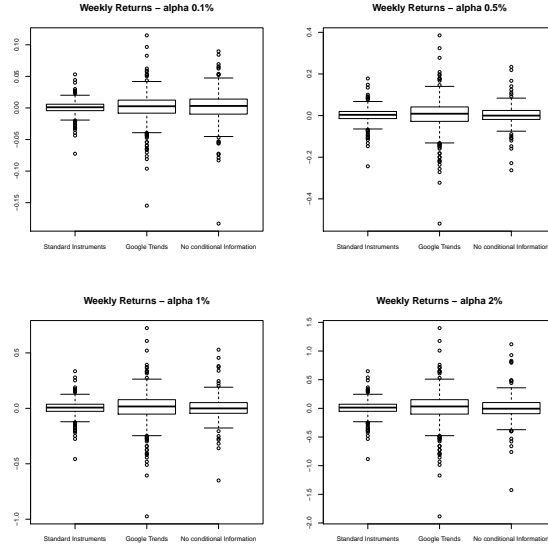 Weekly Returns − alpha 0.1%
0.10
0.05
0.00
−0.05
−0.10
−0.15
Standard Instruments
Google Trends
No conditional Information
Weekly Returns − alpha 0.5%
0.4
0.2
0.0
−0.2
−0.4
Standard Instruments
Google Trends
No conditional Information
Weekly Returns − alpha 1%
0.5
0.0
−0.5
−1.0
Standard Instruments
Google Trends
No conditional Information
Weekly Returns − alpha 2%
1.5
1.0
0.5
0.0
−0.5
−1.0
−1.5
−2.0
Standard Instruments
Google Trends
No conditional Information